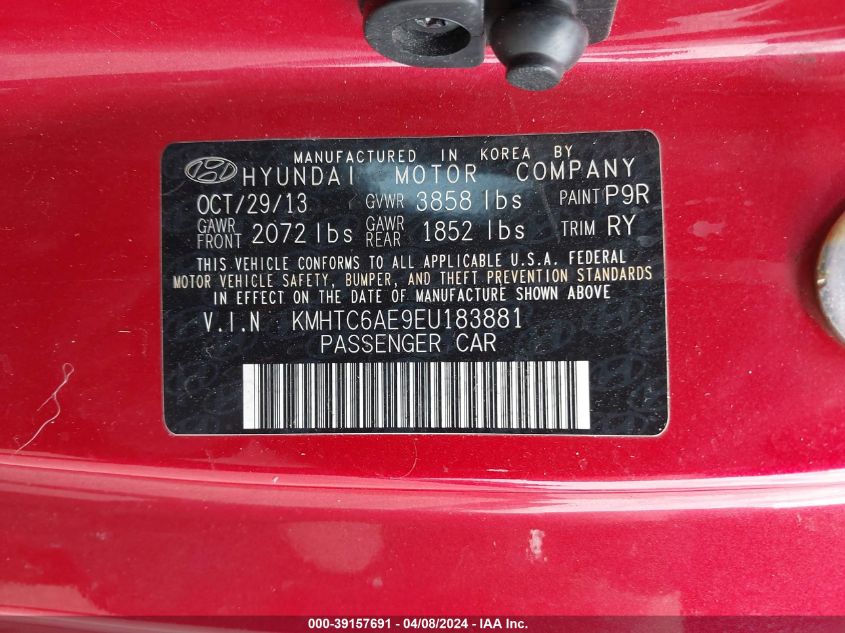 MANUFACTURED IN KOREA BY
HYUNDAI MOTOR COMPANY
OCT/29/13 GVWR 3858 lbs PAINT P9R
GAWR FRONT 2072 lbs GAWR REAR 1852 lbs TRIM RY
THIS VEHICLE CONFORMS TO ALL APPLICABLE U.S.A. FEDERAL
MOTOR VEHICLE SAFETY, BUMPER, AND THEFT PREVENTION STANDARDS
IN EFFECT ON THE DATE OF MANUFACTURE SHOWN ABOVE.
V.I.N KMHTC6AE9EU183881
PASSENGER CAR
000-39157691 - 04/08/2024 - IAA Inc.